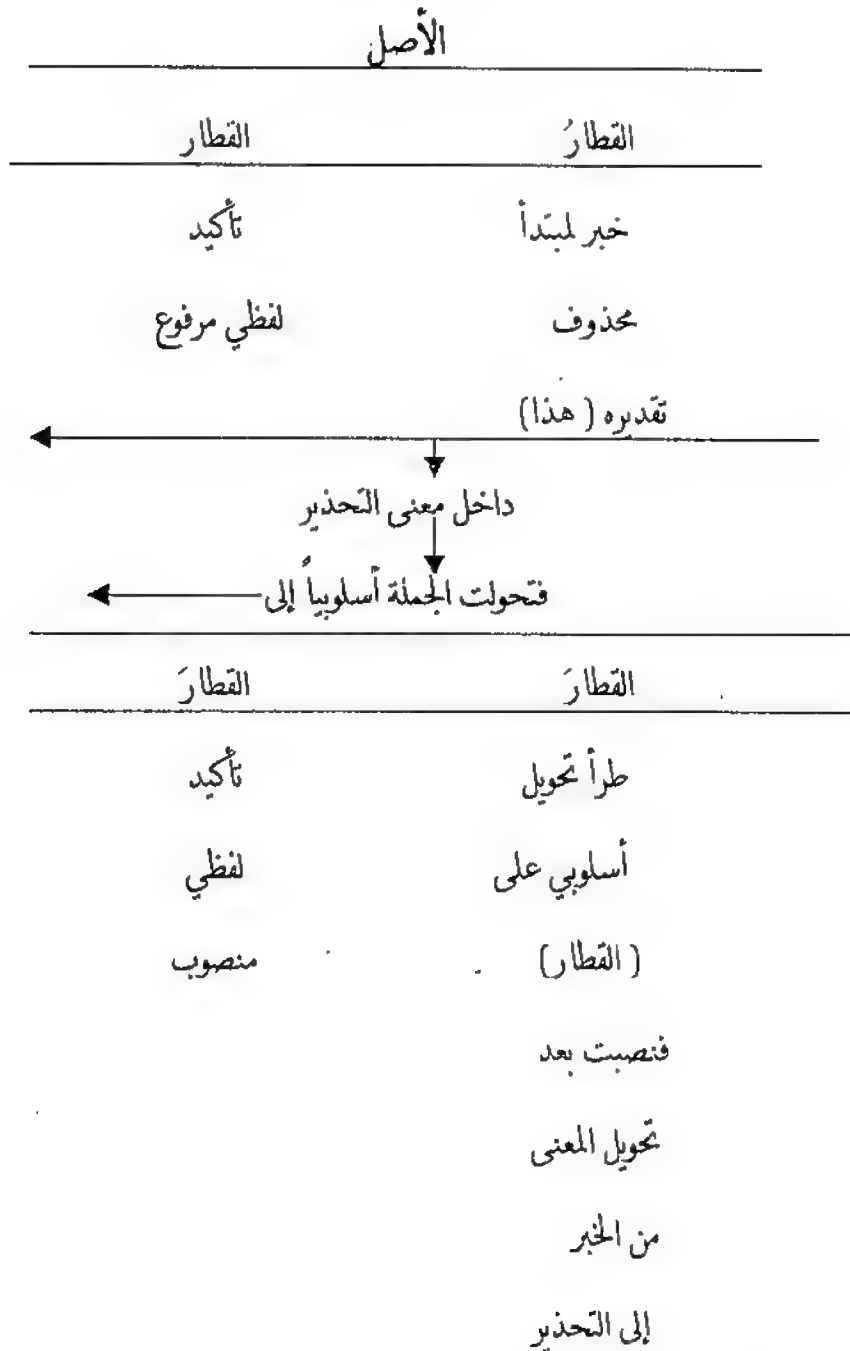 الأصل
القطارُ القطار
خبر لمبتدأ تأكيد
محذوف لفظي مرفوع
تقديره ( هذا)
داخل معنى التحذير
فتحولت الجملة أسلوبياً إلى
القطارَ القطارَ
طرأ تحويل تأكيد
أسلوبي على لفظي
( القطار) منصوب
فنصبت بعد
تحويل المعنى
من الخبر
إلى التحذير